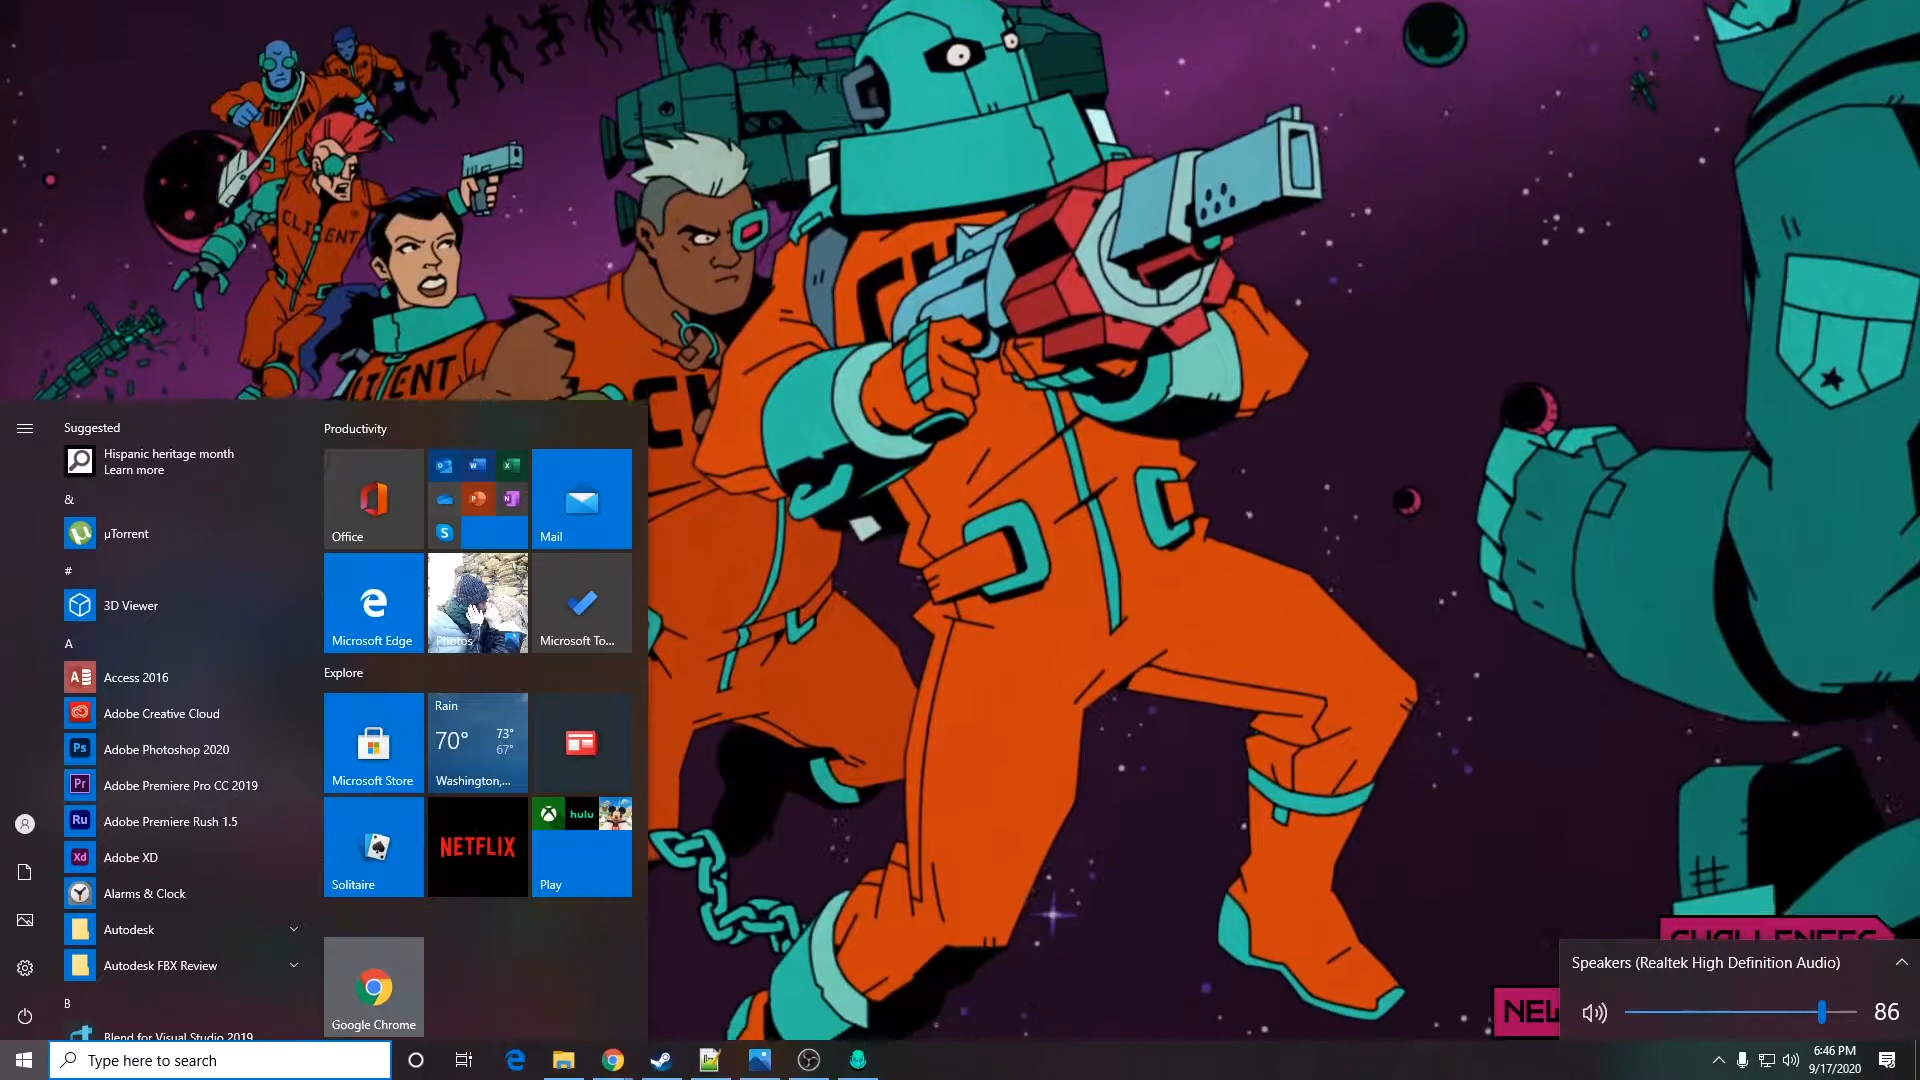 CLIENT
CLIENT
Suggested
Hispanic heritage month
Learn more
&
µTorrent
#
3D Viewer
A
Access 2016
Adobe Creative Cloud
Adobe Photoshop 2020
Adobe Premiere Pro CC 2019
Adobe Premiere Rush 1.5
Adobe XD
Alarms & Clock
Autodesk
Autodesk FBX Review
B
Blend for Visual Studio 2019
Productivity
Office
Mail
Microsoft Edge
Photos
Microsoft To...
Explore
Microsoft Store
Rain
70°
73°
67°
Washington,...
Solitaire
NETFLIX
hulu
Play
Google Chrome
CHALLENGES
NEW
Speakers (Realtek High Definition Audio)
86
Type here to search
6:46 PM
9/17/2020